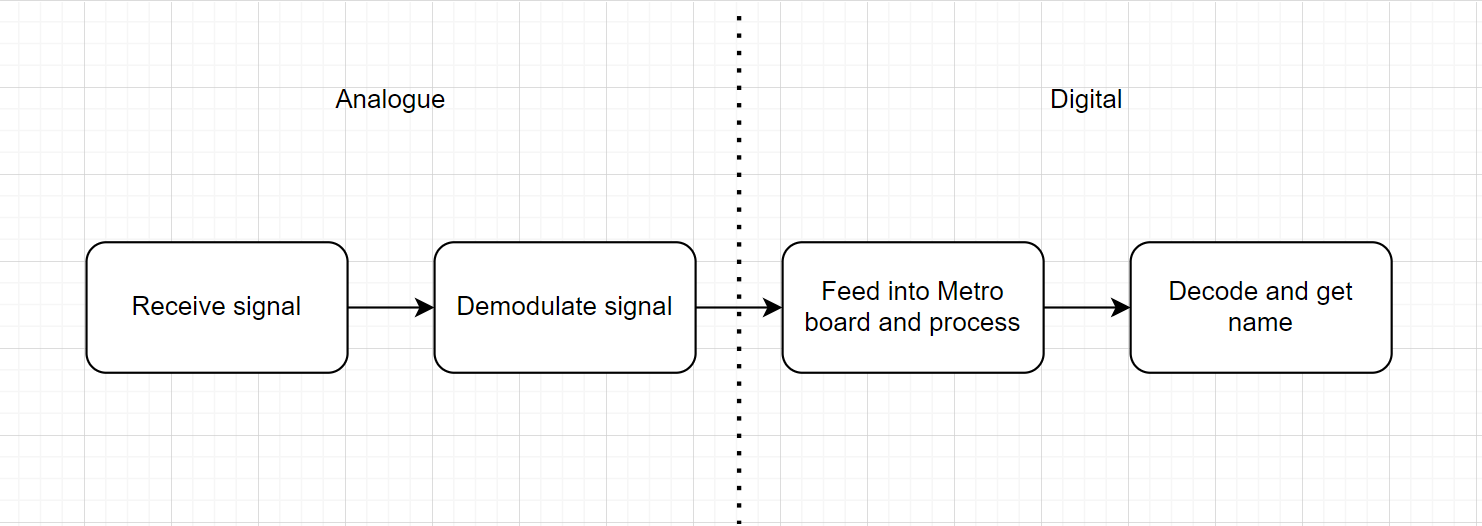 Analogue
Digital
Receive signal
Demodulate signal
Feed into Metro
board and process
Decode and get
name